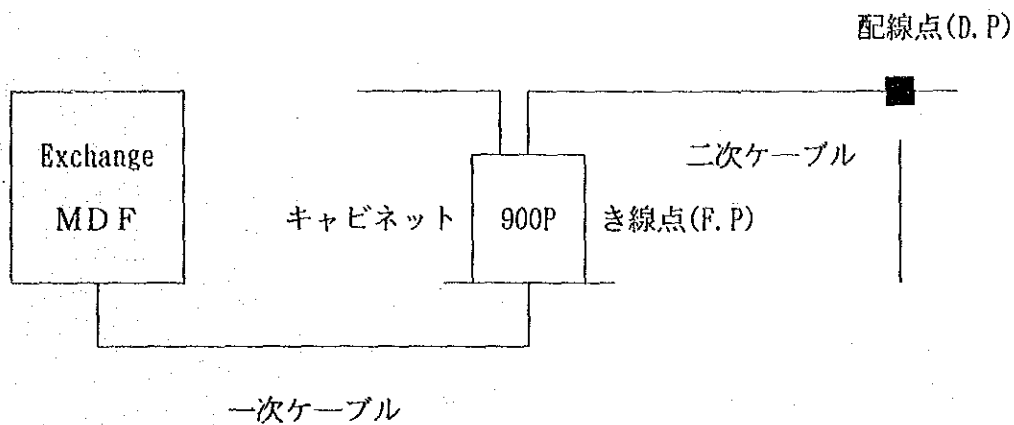 配線点(D.P)
Exchange
MDF
キャビネット
900P
き線点(F.P)
二次ケーブル
一次ケーブル